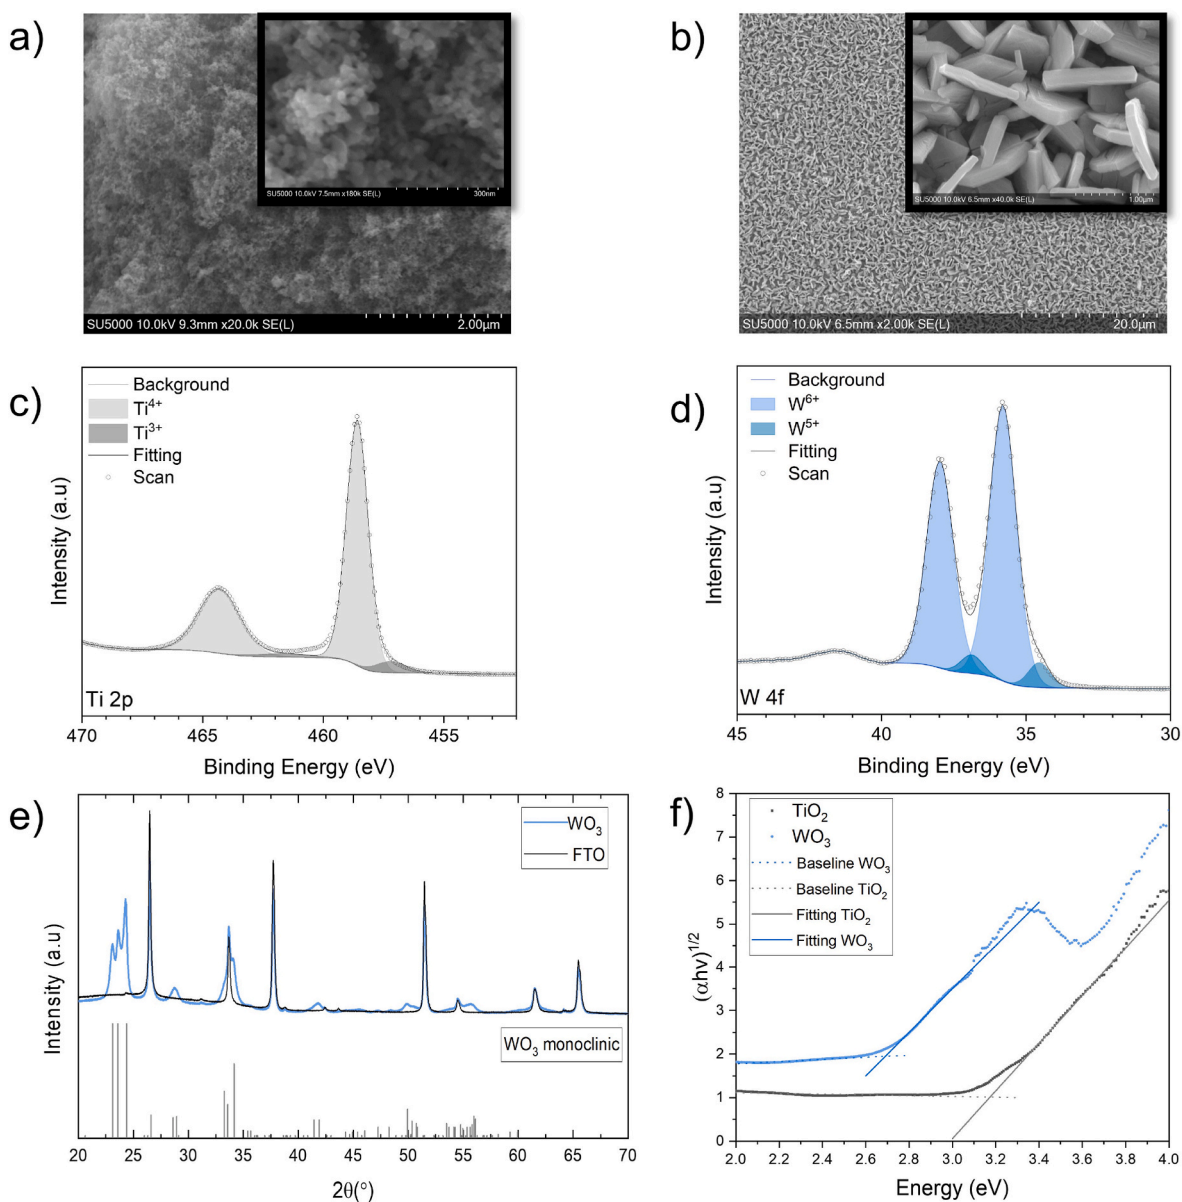 a)
SU5000 10.0kV 7.5mm x180k SE(L) 300nm
SU5000 10.0kV 9.3mm x20.0k SE(L) 2.00μm
b)
SU5000 10.0kV 6.5mm x40.0k SE(L) 1.00μm
SU5000 10.0kV 6.5mm x2.00k SE(L) 20.0μm
c)
Background
Ti⁴⁺
Ti³⁺
Fitting
Scan
Intensity (a.u)
Ti 2p
470 465 460 455
Binding Energy (eV)
d)
Background
W⁶⁺
W⁵⁺
Fitting
Scan
Intensity (a.u)
W 4f
45 40 35 30
Binding Energy (eV)
e)
WO₃
FTO
Intensity (a.u)
WO₃ monoclinic
20 25 30 35 40 45 50 55 60 65 70
2θ(°)
f)
TiO₂
WO₃
Baseline WO₃
Baseline TiO₂
Fitting TiO₂
Fitting WO₃
(αhν)¹/²
8
7
6
5
4
3
2
1
0
2.0 2.2 2.4 2.6 2.8 3.0 3.2 3.4 3.6 3.8 4.0
Energy (eV)